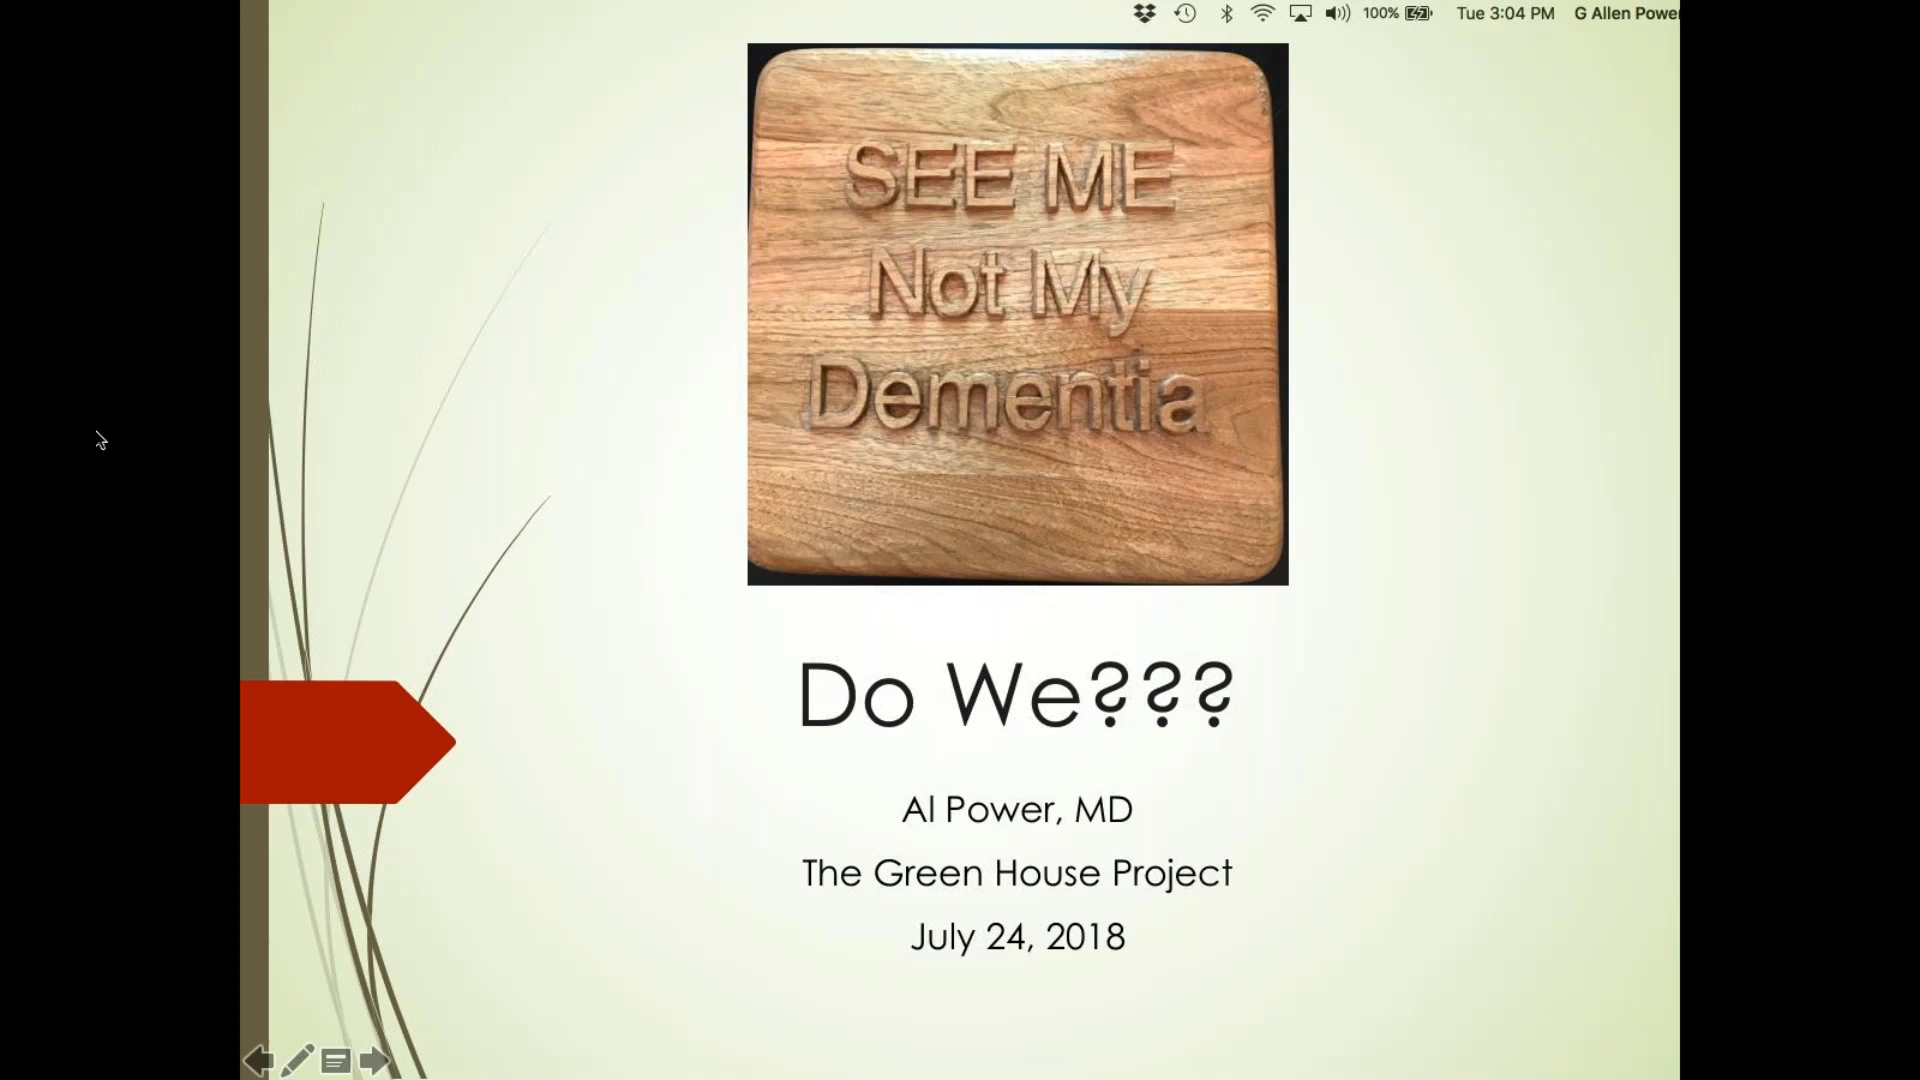 100% Tue 3:04 PM G Allen Power
SEE ME
Not My
Dementia
Do We???
Al Power, MD
The Green House Project
July 24, 2018